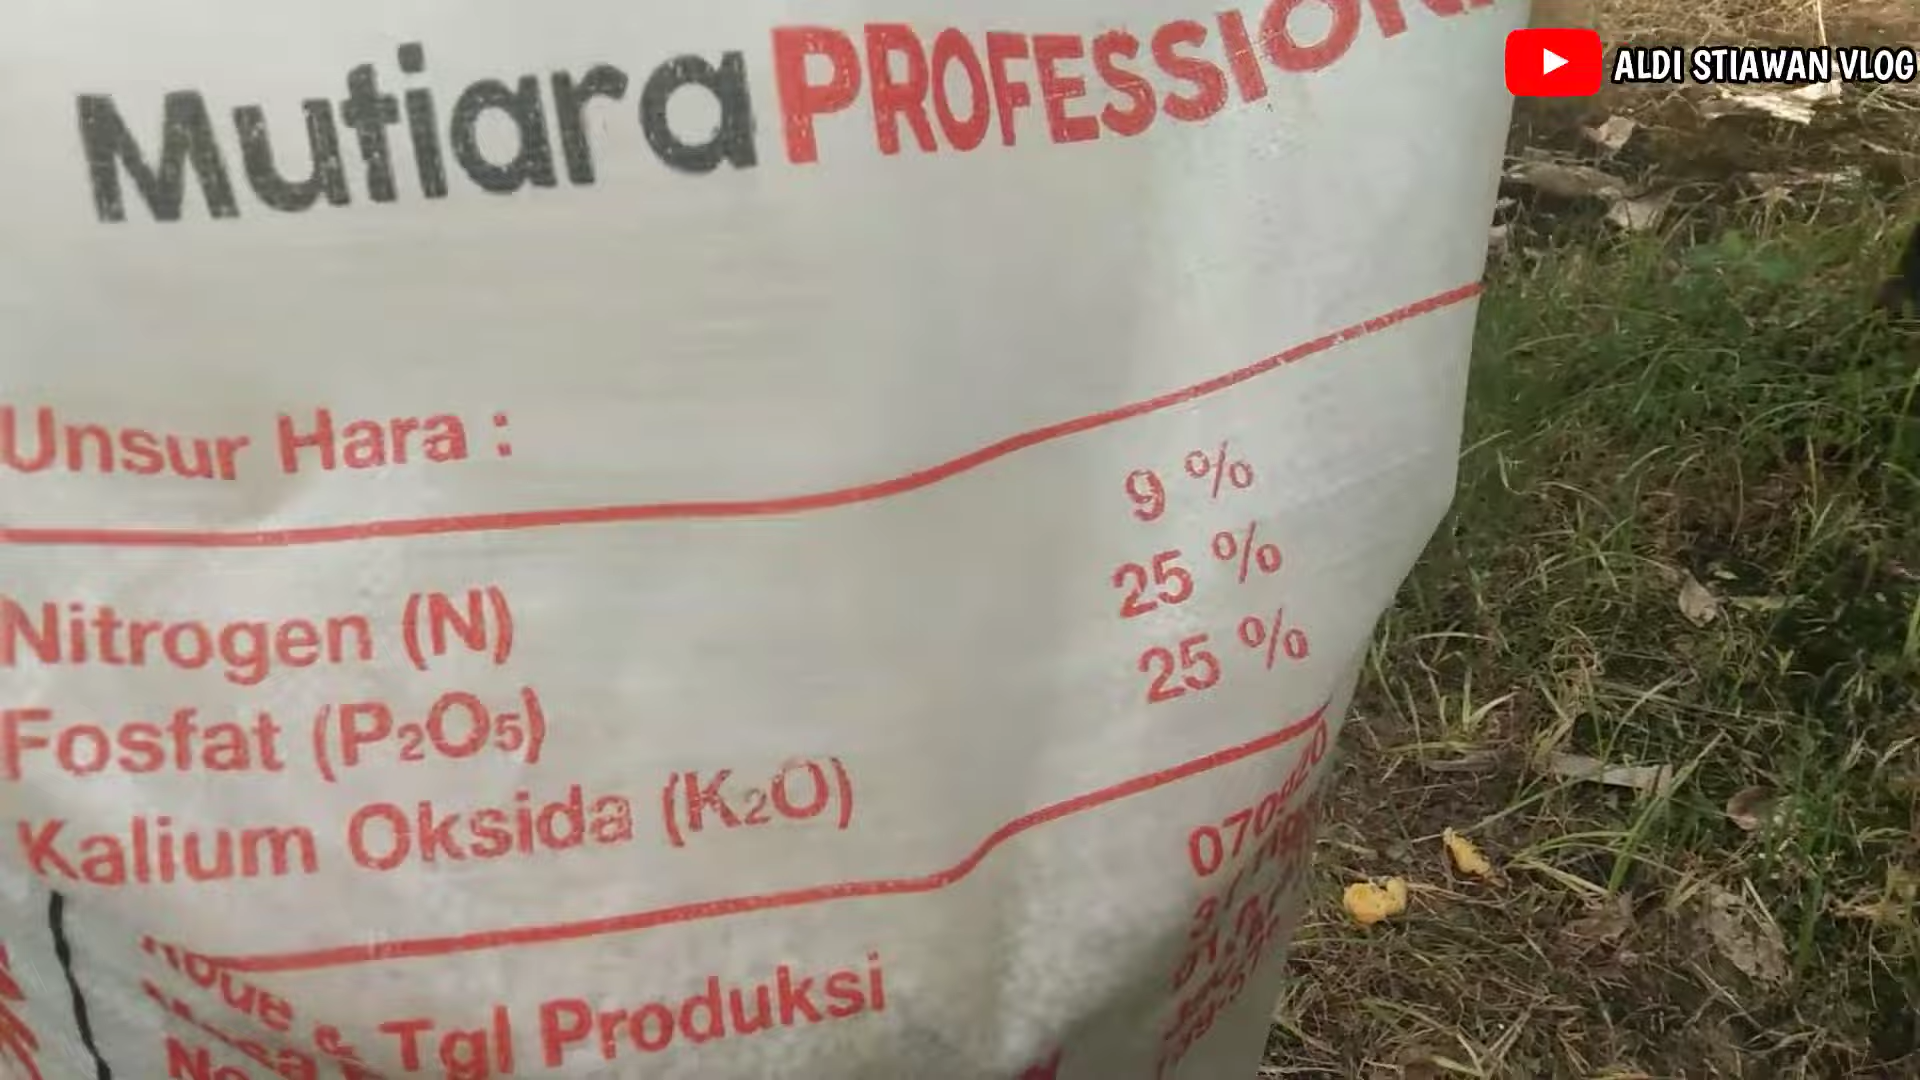 Mutiara PROFESSION
ALDI STIAWAN VLOG
Unsur Hara :
Nitrogen (N) 9 %
Fosfat (P2O5) 25 %
Kalium Oksida (K2O) 25 %
& Tgl Produksi